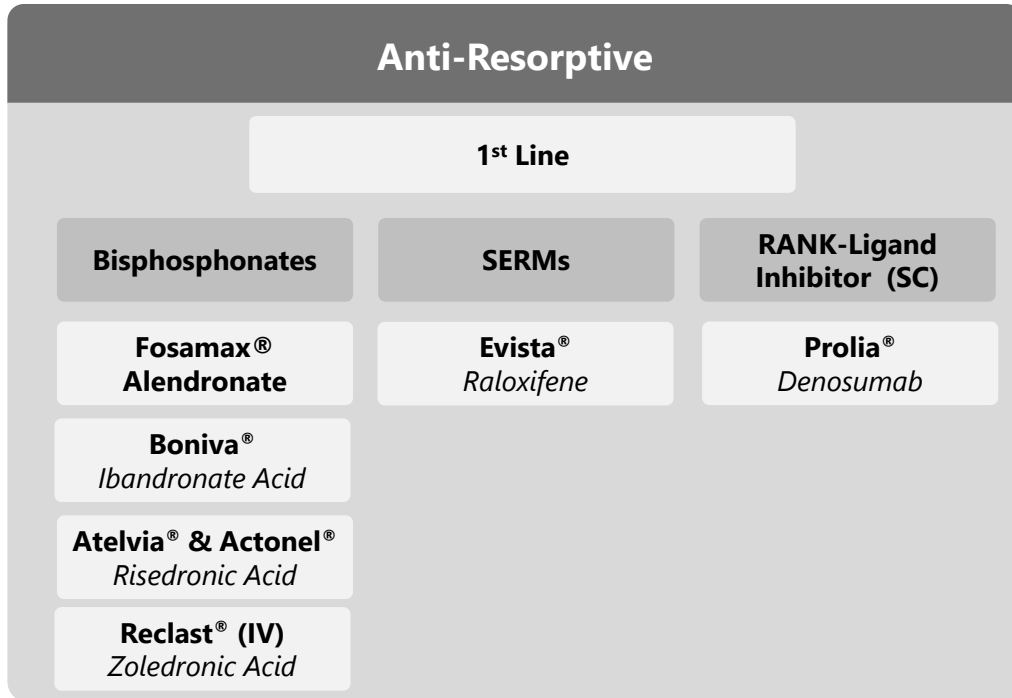 Anti-Resorptive
1st Line
Bisphosphonates
SERMs
RANK-Ligand
Inhibitor (SC)
Fosamax®
Alendronate
Evista®
Raloxifene
Prolia®
Denosumab
Boniva®
Ibandronate Acid
Atelvia® & Actonel®
Risedronic Acid
Reclast® (IV)
Zoledronic Acid